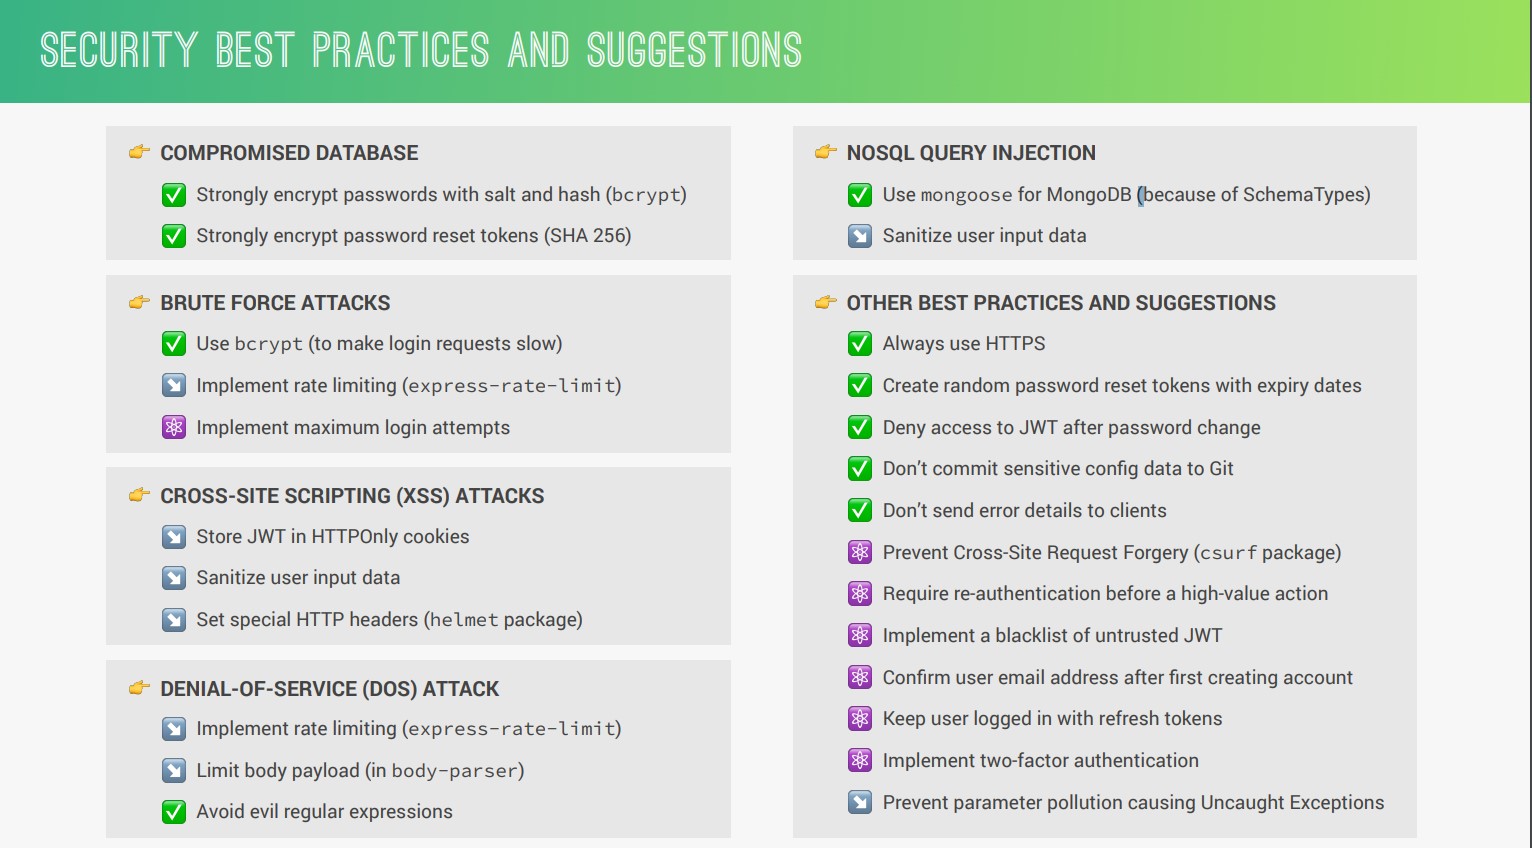 SECURITY BEST PRACTICES AND SUGGESTIONS
COMPROMISED DATABASE
Strongly encrypt passwords with salt and hash (bcrypt)
Strongly encrypt password reset tokens (SHA 256)
BRUTE FORCE ATTACKS
Use bcrypt (to make login requests slow)
Implement rate limiting (express-rate-limit)
Implement maximum login attempts
CROSS-SITE SCRIPTING (XSS) ATTACKS
Store JWT in HTTPOnly cookies
Sanitize user input data
Set special HTTP headers (helmet package)
DENIAL-OF-SERVICE (DOS) ATTACK
Implement rate limiting (express-rate-limit)
Limit body payload (in body-parser)
Avoid evil regular expressions
NOSQL QUERY INJECTION
Use mongoose for MongoDB (because of SchemaTypes)
Sanitize user input data
OTHER BEST PRACTICES AND SUGGESTIONS
Always use HTTPS
Create random password reset tokens with expiry dates
Deny access to JWT after password change
Don’t commit sensitive config data to Git
Don’t send error details to clients
Prevent Cross-Site Request Forgery (csurf package)
Require re-authentication before a high-value action
Implement a blacklist of untrusted JWT
Confirm user email address after first creating account
Keep user logged in with refresh tokens
Implement two-factor authentication
Prevent parameter pollution causing Uncaught Exceptions